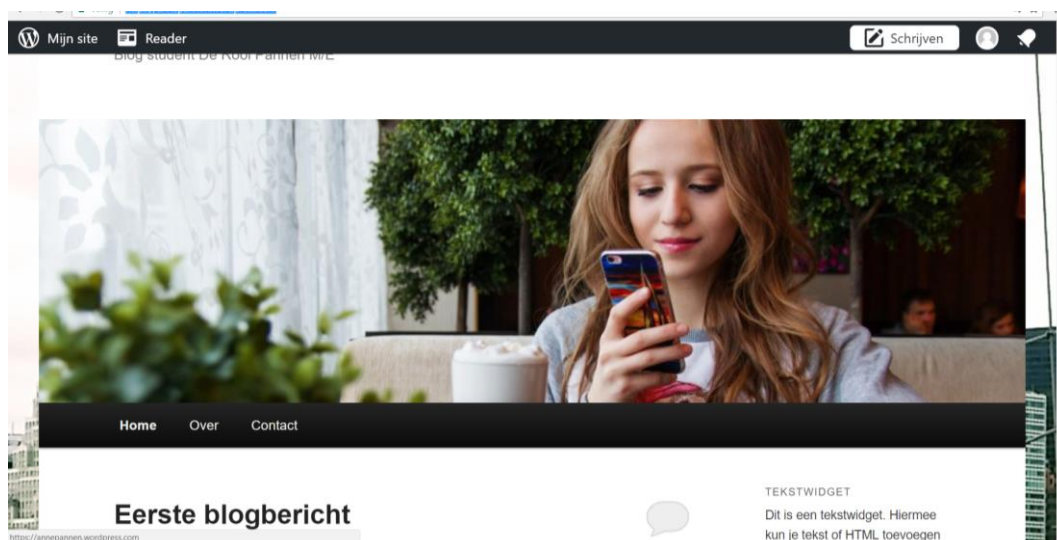 Mijn site Reader Schrijven
Blog student De Rooi Pannen M/E
Home Over Contact
TEKSTWIDGET
Eerste blogbericht
Dit is een tekstwidget. Hiermee
kun je tekst of HTML toevoegen
https://annepannen.wordpress.com